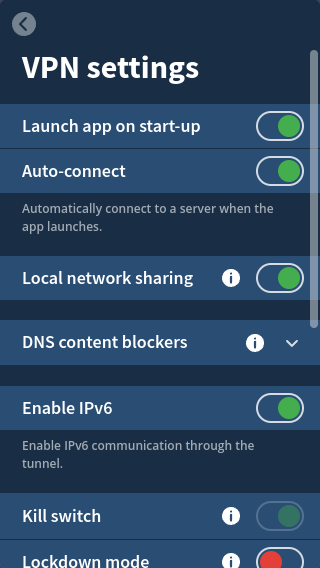 VPN settings
Launch app on start-up
Auto-connect
Automatically connect to a server when the
app launches.
Local network sharing
DNS content blockers
Enable IPv6
Enable IPv6 communication through the
tunnel.
Kill switch
Lockdown mode